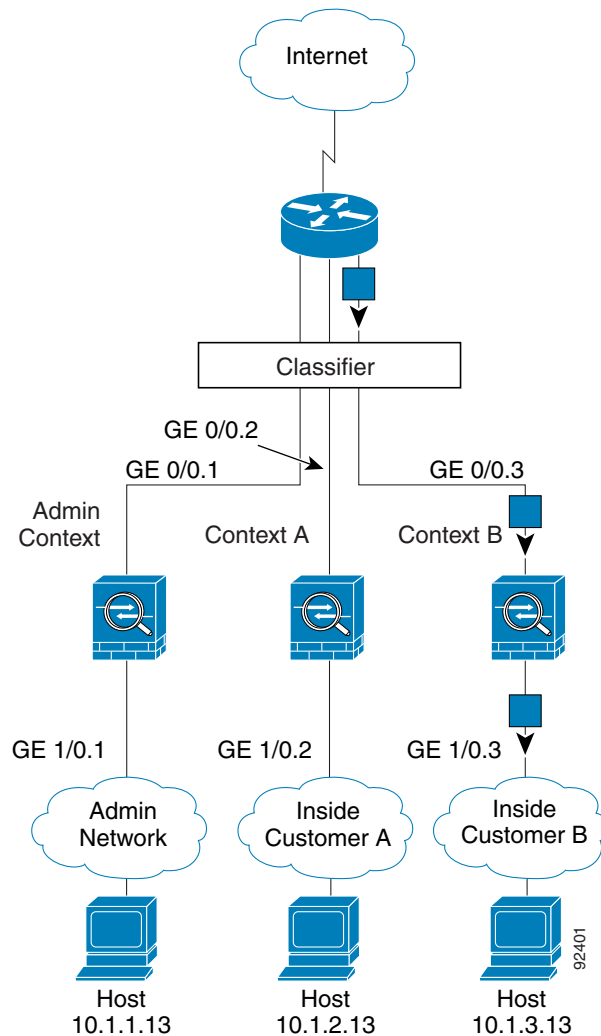 Internet
Classifier
GE 0/0.2
GE 0/0.1
GE 0/0.3
Admin
Context
Context A
Context B
GE 1/0.1
GE 1/0.2
GE 1/0.3
Admin
Network
Inside
Customer A
Inside
Customer B
92401
Host
10.1.1.13
Host
10.1.2.13
Host
10.1.3.13